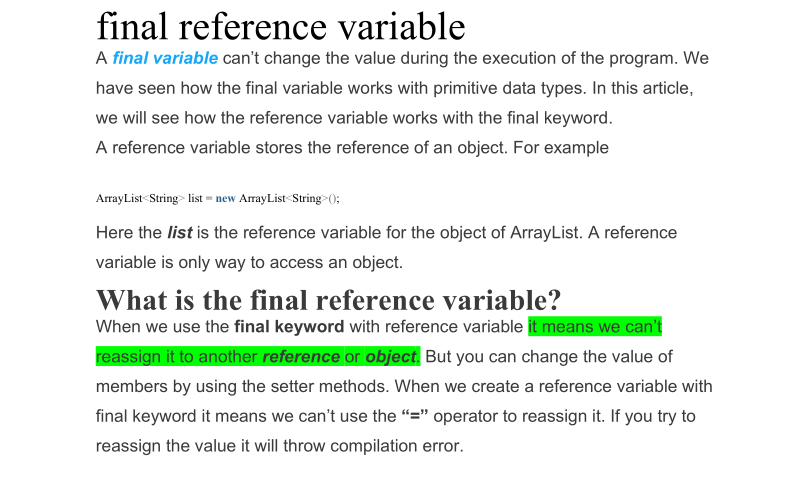 final reference variable
A final variable can’t change the value during the execution of the program. We
have seen how the final variable works with primitive data types. In this article,
we will see how the reference variable works with the final keyword.
A reference variable stores the reference of an object. For example
ArrayList<String> list = new ArrayList<String>();
Here the list is the reference variable for the object of ArrayList. A reference
variable is only way to access an object.
What is the final reference variable?
When we use the final keyword with reference variable it means we can’t
reassign it to another reference or object. But you can change the value of
members by using the setter methods. When we create a reference variable with
final keyword it means we can’t use the “=” operator to reassign it. If you try to
reassign the value it will throw compilation error.